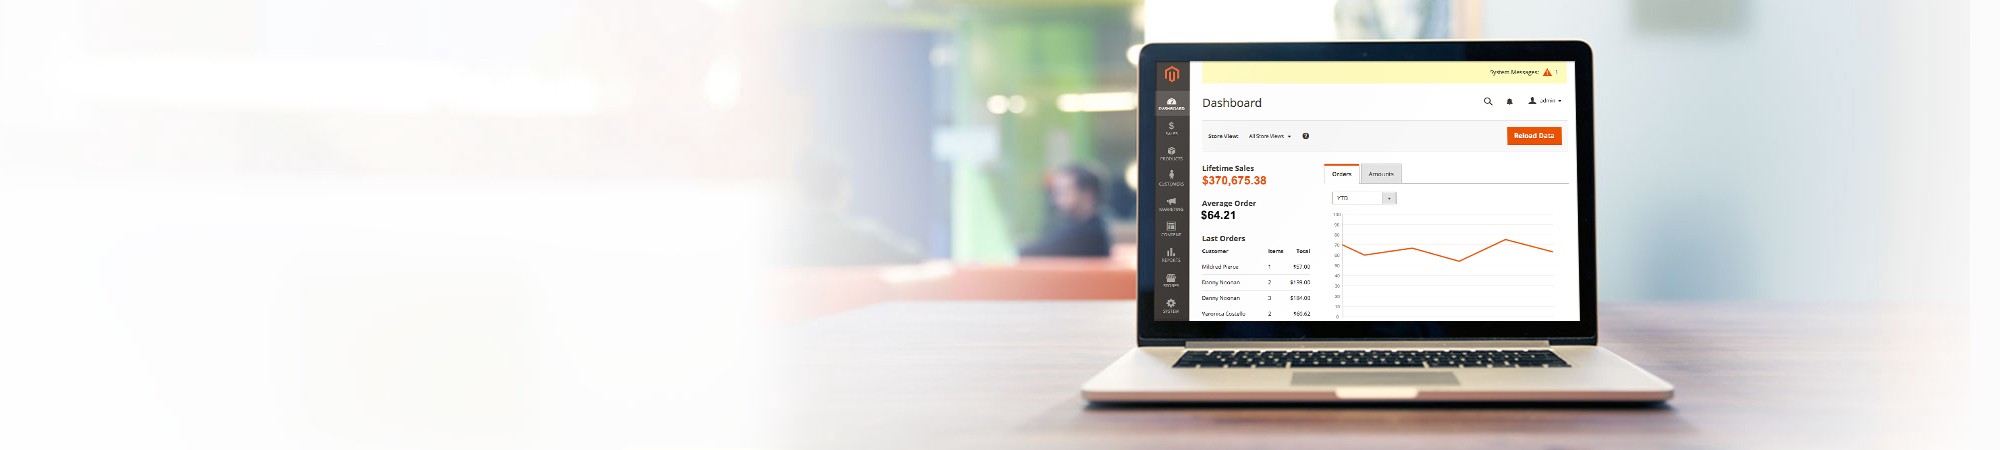 System Messages: 1
DASHBOARD
Dashboard
admin
SALES
Store View: All Store Views ?
Reload Data
PRODUCTS
Lifetime Sales
$370,675.38
Orders
Amounts
CUSTOMERS
YTD
MARKETING
Average Order
$64.21
CONTENT
Last Orders
REPORTS
Customer Items Total
Mildred Pierce 1 $57.00
STORES
Danny Noonan 2 $139.00
Danny Noonan 3 $184.00
SYSTEM
Veronica Costello 2 $60.62
100
90
80
70
60
50
40
30
20
10
0